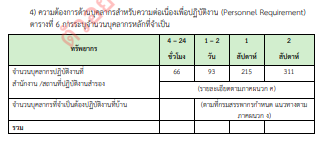 4) ความต้องการด้านบุคลากรสำหรับความต่อเนื่องเพื่อปฏิบัติงาน (Personnel Requirement)
ตารางที่ 6 การระบุจำนวนบุคลากรหลักที่จำเป็น
ทรัพยากร
4 – 24 ชั่วโมง
1 – 2 วัน
1 สัปดาห์
2 สัปดาห์
จำนวนบุคลากรปฏิบัติงานที่ 66 93 215 311
สำนักงาน /สถานที่ปฏิบัติงานสำรอง (รายละเอียดตามภาคผนวก ค)
จำนวนบุคลากรที่จำเป็นต้องปฏิบัติงานที่บ้าน (ตามที่กรมสรรพากรกำหนด แนวทางตาม
ภาคผนวก ง)
รวม